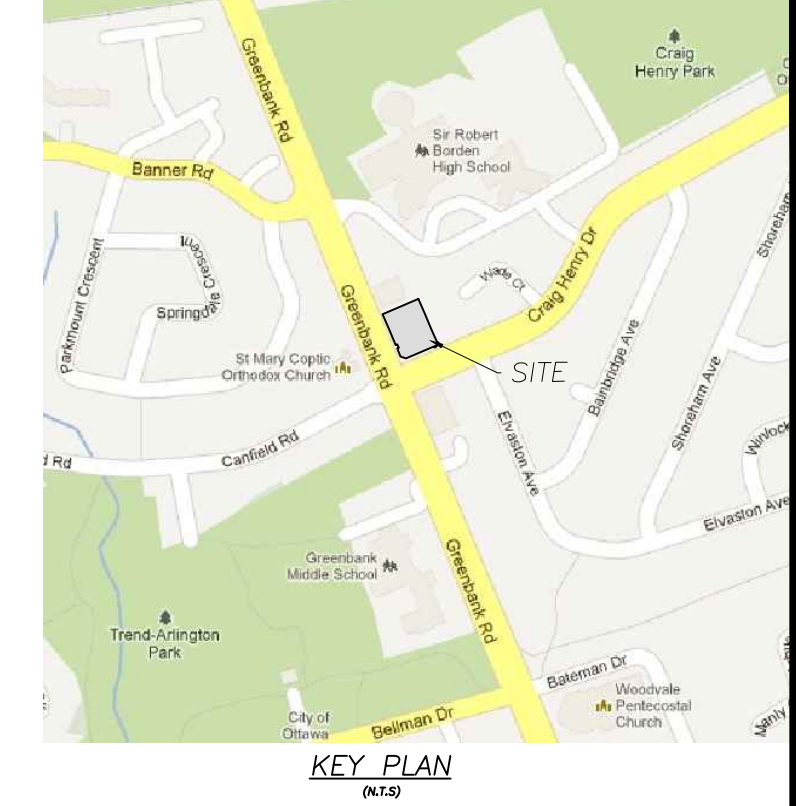 Greenbank Rd
Craig
Henry Park
Sir Robert
Borden
High School
Banner Rd
Shoreham
Parkmount Crescent
Springdale Crescent
Wade Ct
Craig Henry Dr
Greenbank Rd
St Mary Coptic
Orthodox Church
SITE
Bainbridge Ave
Shoreham Ave
Canfield Rd
d Rd
Elvaston Ave
Winlock
Elvaston Ave
Greenbank
Middle School
Greenbank Rd
Trend-Arlington
Park
Bateman Dr
Woodvale
Pentecostal
Church
Manly
City of
Ottawa
Bellman Dr
KEY PLAN
(N.T.S)